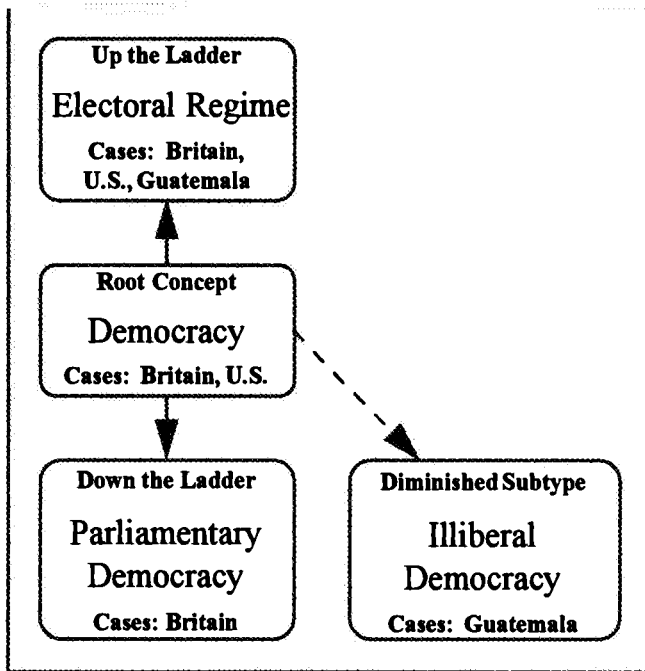 Up the Ladder
Electoral Regime
Cases: Britain,
U.S., Guatemala
Root Concept
Democracy
Cases: Britain, U.S.
Down the Ladder
Parliamentary
Democracy
Cases: Britain
Diminished Subtype
Illiberal
Democracy
Cases: Guatemala